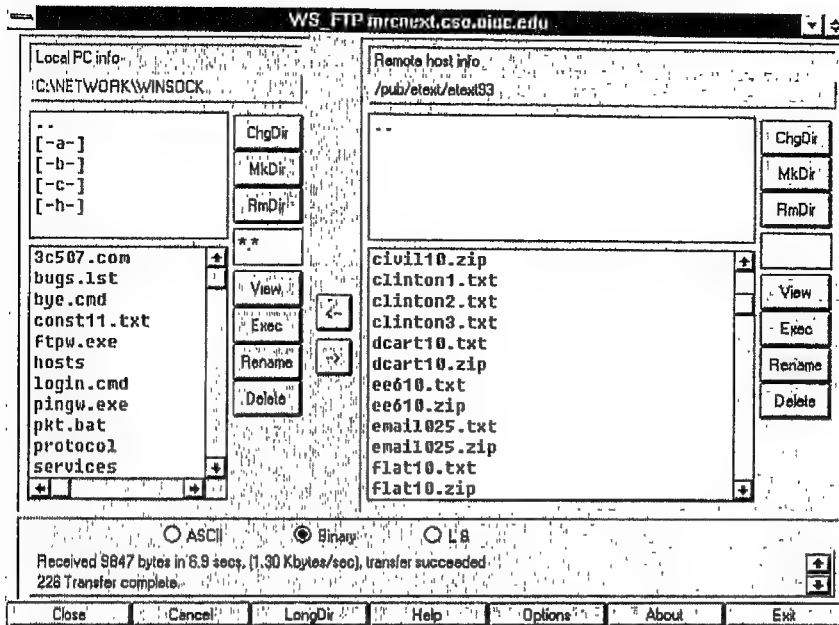 WS_FTP mrcnext.cso.uiuc.edu
Local PC info
C:\NETWORK\WINSOCK
..
[-a-]
[-b-]
[-c-]
[-h-]
ChgDir
MkDir
RmDir
*.*
3c507.com
bugs.lst
bye.cmd
const11.txt
ftpw.exe
hosts
login.cmd
pingw.exe
pkt.bat
protocol
services
View
Exec
Rename
Delete
<-
->
Remote host info
/pub/etext/etext93
..
ChgDir
MkDir
RmDir
civil10.zip
clinton1.txt
clinton2.txt
clinton3.txt
dcart10.txt
dcart10.zip
ee610.txt
ee610.zip
email025.txt
email025.zip
flat10.txt
flat10.zip
View
Exec
Rename
Delete
ASCII Binary L8
Received 9847 bytes in 6.9 secs, (1.30 Kbytes/sec), transfer succeeded
226 Transfer complete.
Close Cancel LongDir Help Options About Exit